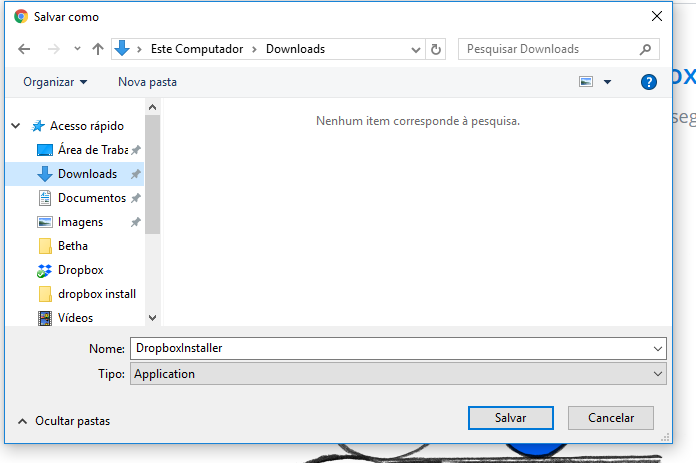 Salvar como
Este Computador
Downloads
Pesquisar Downloads
Organizar
Nova pasta
?
Acesso rápido
Área de Traba
Downloads
Documentos
Imagens
Betha
Dropbox
dropbox install
Vídeos
Nenhum item corresponde à pesquisa.
ox
seg
Nome: DropboxInstaller
Tipo: Application
Ocultar pastas
Salvar
Cancelar